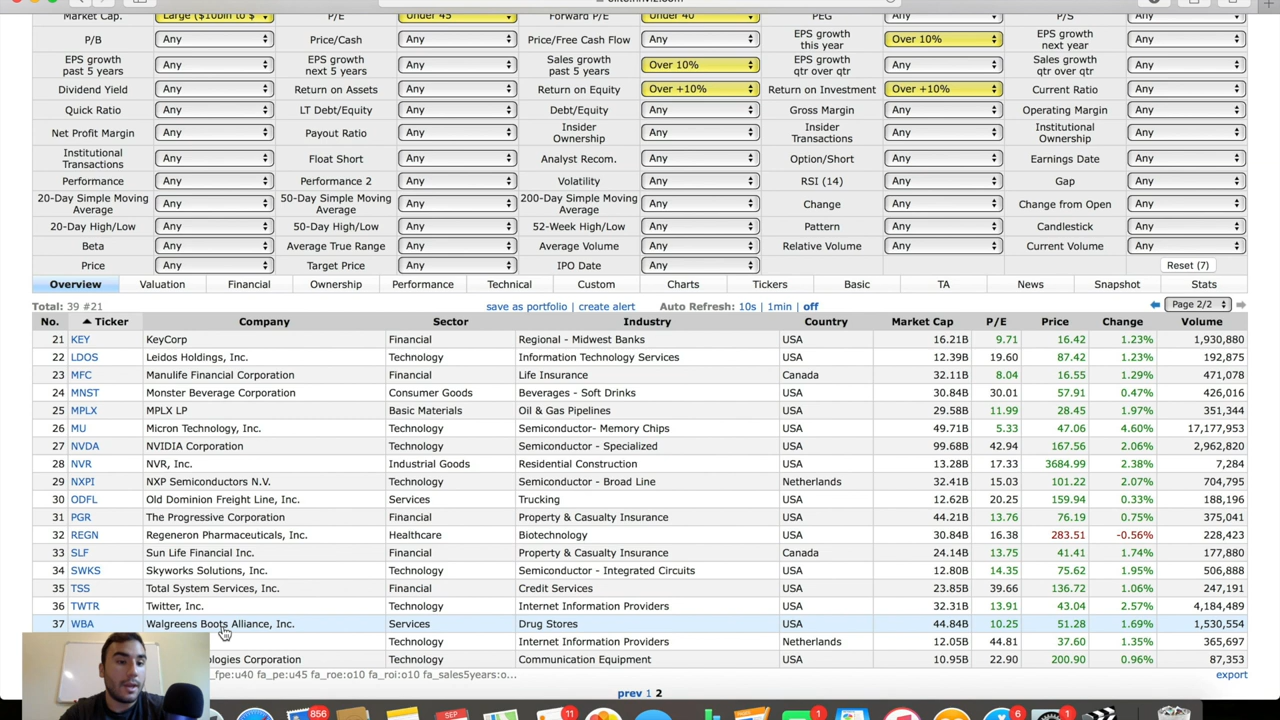 Market Cap. Large ($10bln to $ P/E Under 45 Forward P/E Under 40 PEG Any P/S Any
P/B Any Price/Cash Any Price/Free Cash Flow Any EPS growth this year Over 10% EPS growth next year Any
EPS growth past 5 years Any EPS growth next 5 years Any Sales growth past 5 years Over 10% EPS growth qtr over qtr Any Sales growth qtr over qtr Any
Dividend Yield Any Return on Assets Any Return on Equity Over +10% Return on Investment Over +10% Current Ratio Any
Quick Ratio Any LT Debt/Equity Any Debt/Equity Any Gross Margin Any Operating Margin Any
Net Profit Margin Any Payout Ratio Any Insider Ownership Any Insider Transactions Any Institutional Ownership Any
Institutional Transactions Any Float Short Any Analyst Recom. Any Option/Short Any Earnings Date Any
Performance Any Performance 2 Any Volatility Any RSI (14) Any Gap Any
20-Day Simple Moving Average Any 50-Day Simple Moving Average Any 200-Day Simple Moving Average Any Change Any Change from Open Any
20-Day High/Low Any 50-Day High/Low Any 52-Week High/Low Any Pattern Any Candlestick Any
Beta Any Average True Range Any Average Volume Any Relative Volume Any Current Volume Any
Price Any Target Price Any IPO Date Any Reset (7)
Overview Valuation Financial Ownership Performance Technical Custom Charts Tickers Basic TA News Snapshot Stats
Total: 39 #21 save as portfolio | create alert Auto Refresh: 10s | 1min | off Page 2/2
No. Ticker Company Sector Industry Country Market Cap P/E Price Change Volume
21 KEY KeyCorp Financial Regional - Midwest Banks USA 16.21B 9.71 16.42 1.23% 1,930,880
22 LDOS Leidos Holdings, Inc. Technology Information Technology Services USA 12.39B 19.60 87.42 1.23% 192,875
23 MFC Manulife Financial Corporation Financial Life Insurance Canada 32.11B 8.04 16.55 1.29% 471,078
24 MNST Monster Beverage Corporation Consumer Goods Beverages - Soft Drinks USA 30.84B 30.01 57.91 0.47% 426,016
25 MPLX MPLX LP Basic Materials Oil & Gas Pipelines USA 29.58B 11.99 28.45 1.97% 351,344
26 MU Micron Technology, Inc. Technology Semiconductor- Memory Chips USA 49.71B 5.33 47.06 4.60% 17,177,953
27 NVDA NVIDIA Corporation Technology Semiconductor - Specialized USA 99.68B 42.94 167.56 2.06% 2,962,820
28 NVR NVR, Inc. Industrial Goods Residential Construction USA 13.28B 17.33 3684.99 2.38% 7,284
29 NXPI NXP Semiconductors N.V. Technology Semiconductor - Broad Line Netherlands 32.41B 15.03 101.22 2.07% 704,795
30 ODFL Old Dominion Freight Line, Inc. Services Trucking USA 12.62B 20.25 159.94 0.33% 188,196
31 PGR The Progressive Corporation Financial Property & Casualty Insurance USA 44.21B 13.76 76.19 0.75% 375,041
32 REGN Regeneron Pharmaceuticals, Inc. Healthcare Biotechnology USA 30.84B 16.38 283.51 -0.56% 228,423
33 SLF Sun Life Financial Inc. Financial Property & Casualty Insurance Canada 24.14B 13.75 41.41 1.74% 177,880
34 SWKS Skyworks Solutions, Inc. Technology Semiconductor - Integrated Circuits USA 12.80B 14.35 75.62 1.95% 506,888
35 TSS Total System Services, Inc. Financial Credit Services USA 23.85B 39.66 136.72 1.06% 247,191
36 TWTR Twitter, Inc. Technology Internet Information Providers USA 32.31B 13.91 43.04 2.57% 4,184,489
37 WBA Walgreens Boots Alliance, Inc. Services Drug Stores USA 44.84B 10.25 51.28 1.69% 1,530,554
Technology Internet Information Providers Netherlands 12.05B 44.81 37.60 1.35% 365,697
ologies Corporation Technology Communication Equipment USA 10.95B 22.90 200.90 0.96% 87,353
_fpe:u40 fa_pe:u45 fa_roe:o10 fa_roi:o10 fa_sales5years:o... export
prev 1 2
856 SEP 11 1 6 1